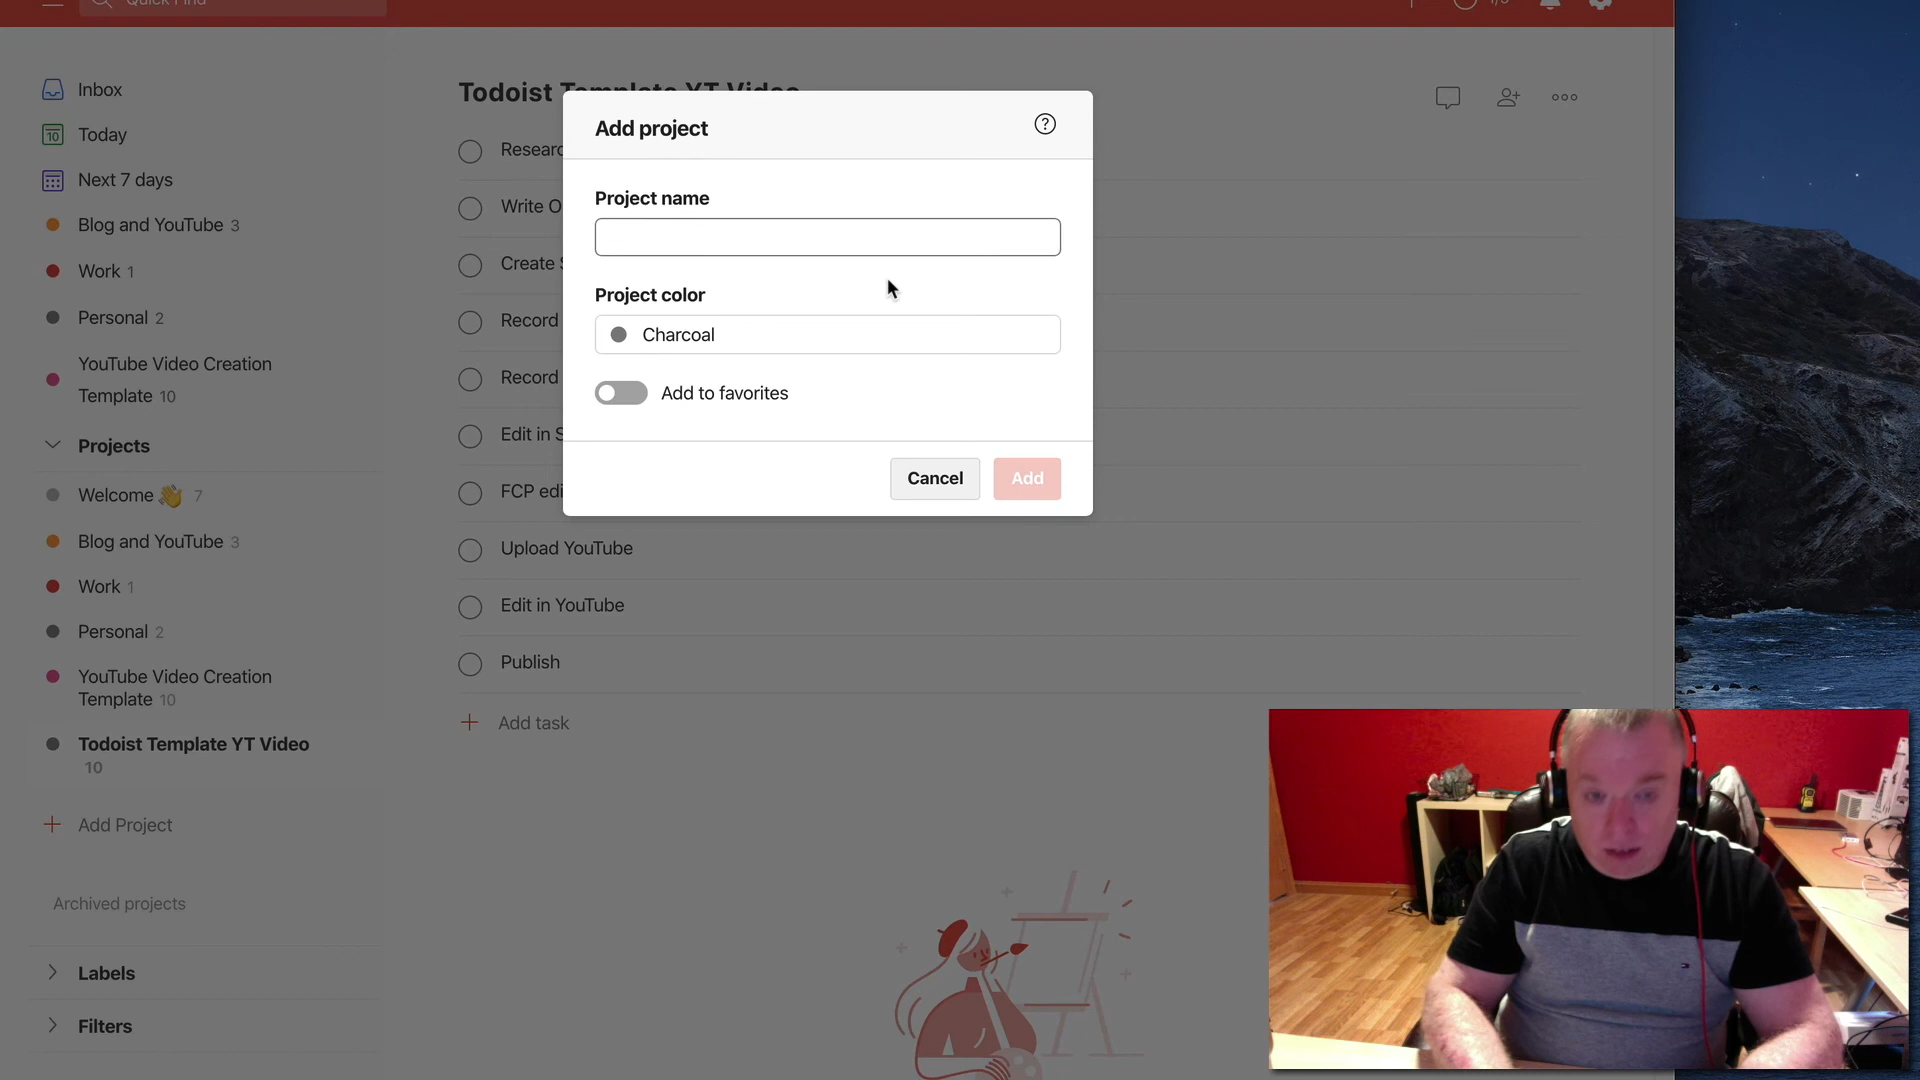 Quick Find
Inbox
10
Today
Next 7 days
Blog and YouTube 3
Work 1
Personal 2
YouTube Video Creation
Template 10
Projects
Welcome 👋 7
Blog and YouTube 3
Work 1
Personal 2
YouTube Video Creation
Template 10
Todoist Template YT Video
10
Add Project
Archived projects
Labels
Filters
Todoist Template YT Video
Researc
Write O
Create S
Record
Record
Edit in S
FCP edi
Upload YouTube
Edit in YouTube
Publish
Add task
Add project
?
Project name
Project color
Charcoal
Add to favorites
Cancel
Add